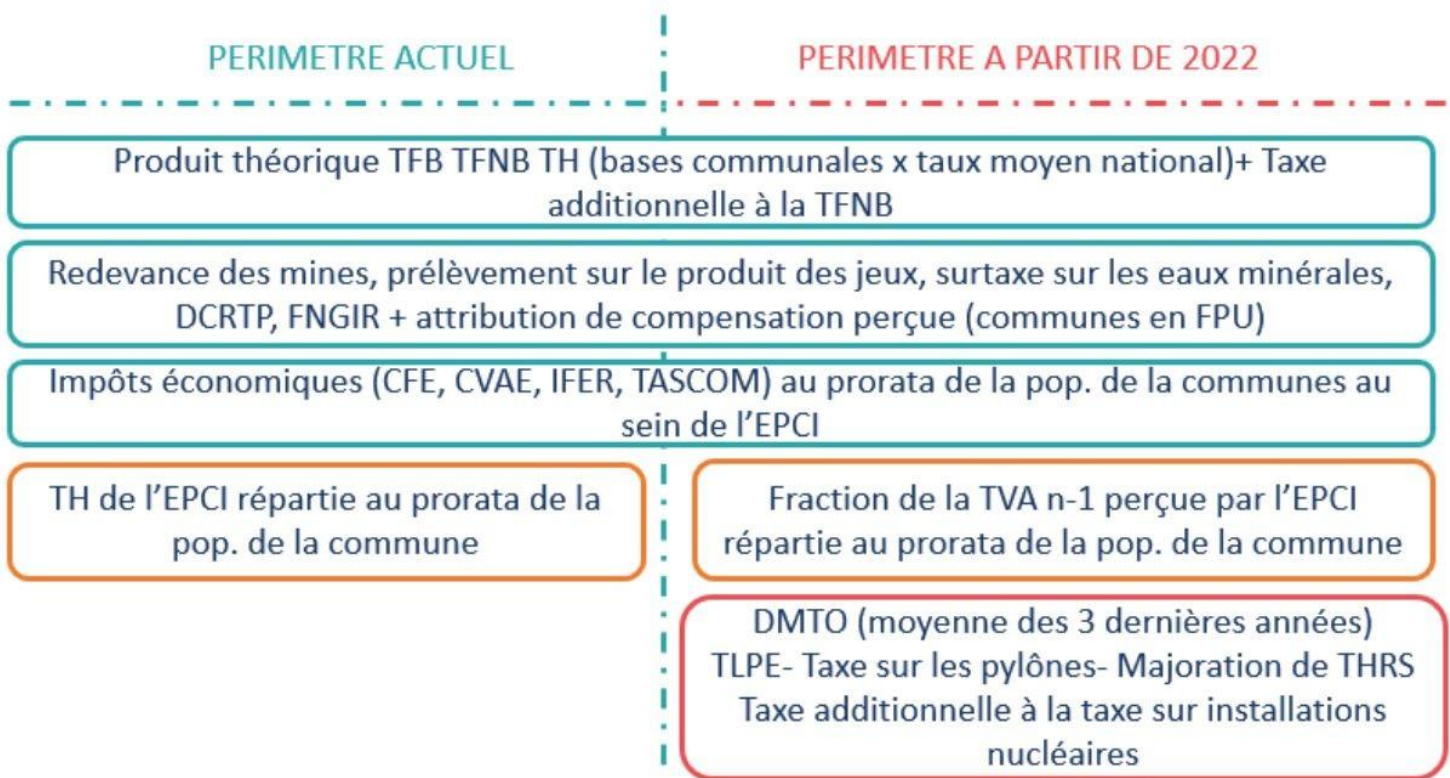 PERIMETRE ACTUEL
PERIMETRE A PARTIR DE 2022
Produit théorique TFB TFNB TH (bases communales x taux moyen national)+ Taxe
additionnelle à la TFNB
Redevance des mines, prélèvement sur le produit des jeux, surtaxe sur les eaux minérales,
DCRTP, FNGIR + attribution de compensation perçue (communes en FPU)
Impôts économiques (CFE, CVAE, IFER, TASCOM) au prorata de la pop. de la communes au
sein de l’EPCI
TH de l’EPCI répartie au prorata de la
pop. de la commune
Fraction de la TVA n-1 perçue par l’EPCI
répartie au prorata de la pop. de la commune
DMTO (moyenne des 3 dernières années)
TLPE- Taxe sur les pylônes- Majoration de THRS
Taxe additionnelle à la taxe sur installations
nucléaires